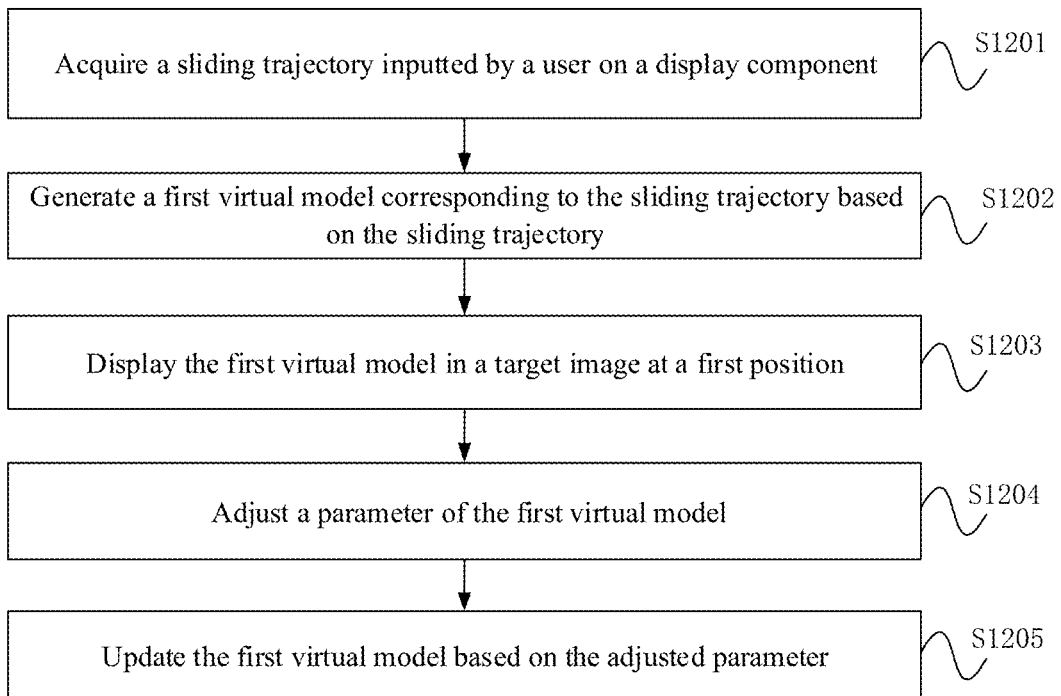 Acquire a sliding trajectory inputted by a user on a display component
S1201
Generate a first virtual model corresponding to the sliding trajectory based
on the sliding trajectory
S1202
Display the first virtual model in a target image at a first position
S1203
Adjust a parameter of the first virtual model
S1204
Update the first virtual model based on the adjusted parameter
S1205